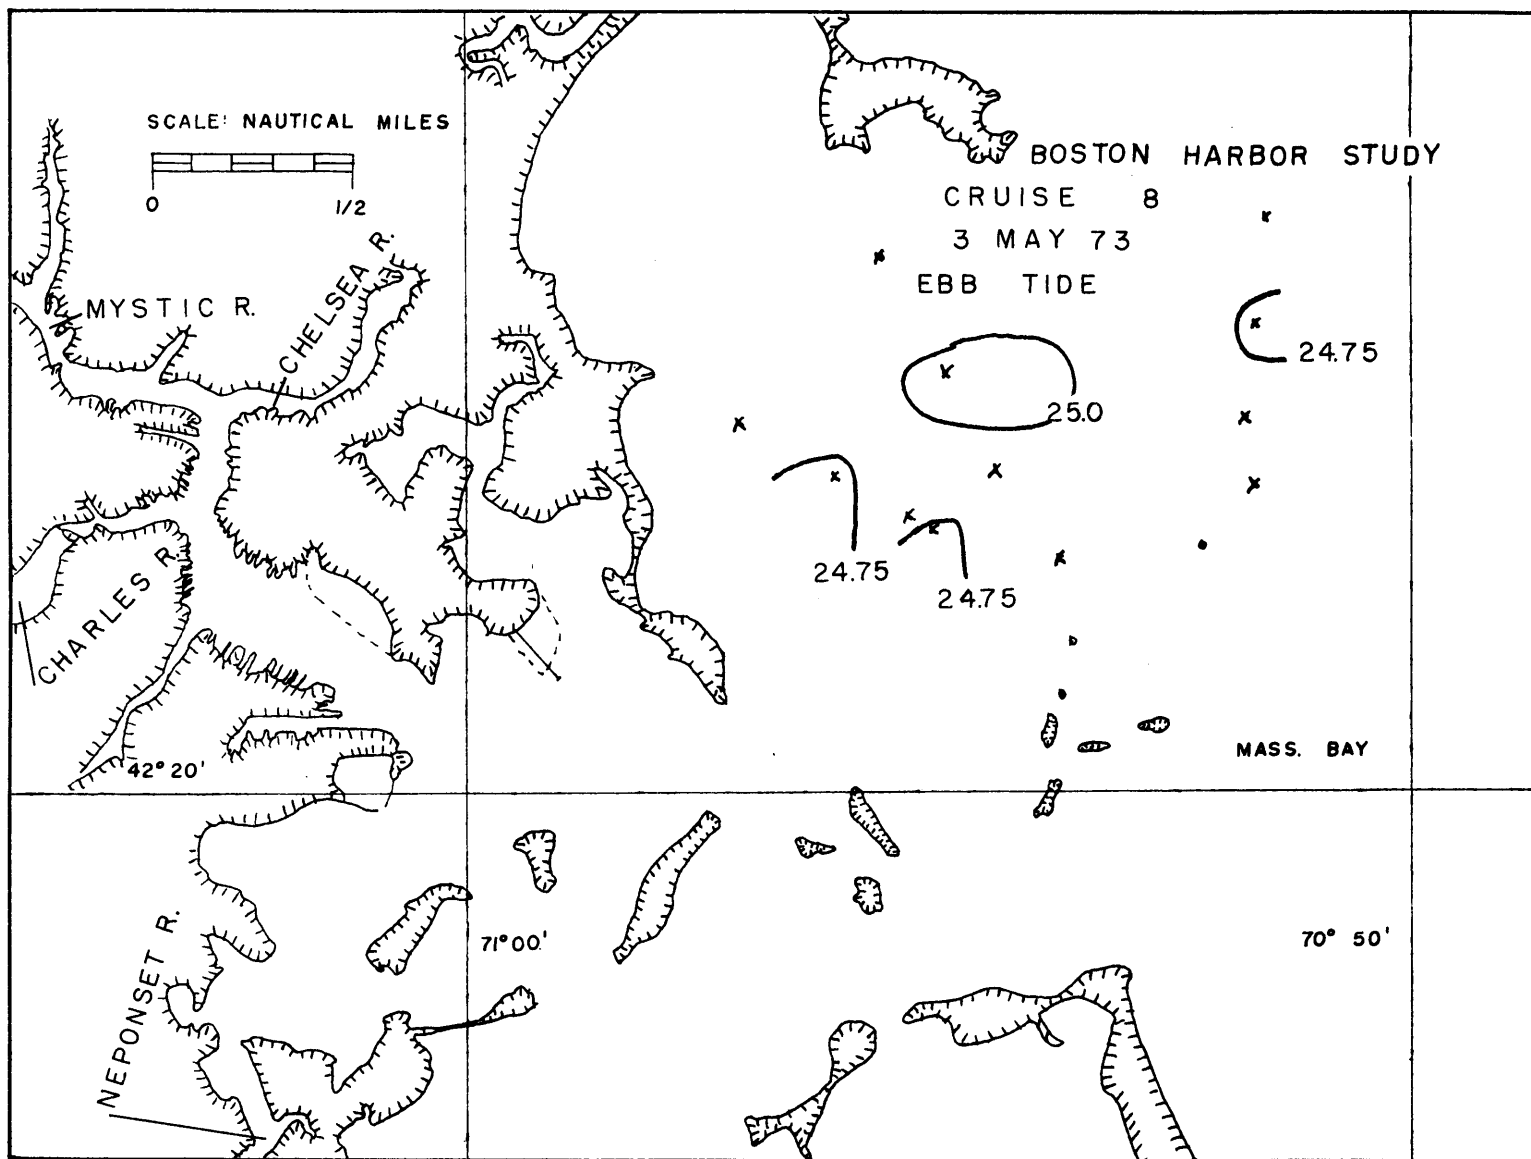 SCALE: NAUTICAL MILES
0 1/2
BOSTON HARBOR STUDY
CRUISE 8
3 MAY 73
EBB TIDE
MYSTIC R.
CHELSEA R.
24.75
25.0
24.75
24.75
CHARLES R.
42° 20'
MASS. BAY
71°00.'
70° 50'
NEPONSET R.